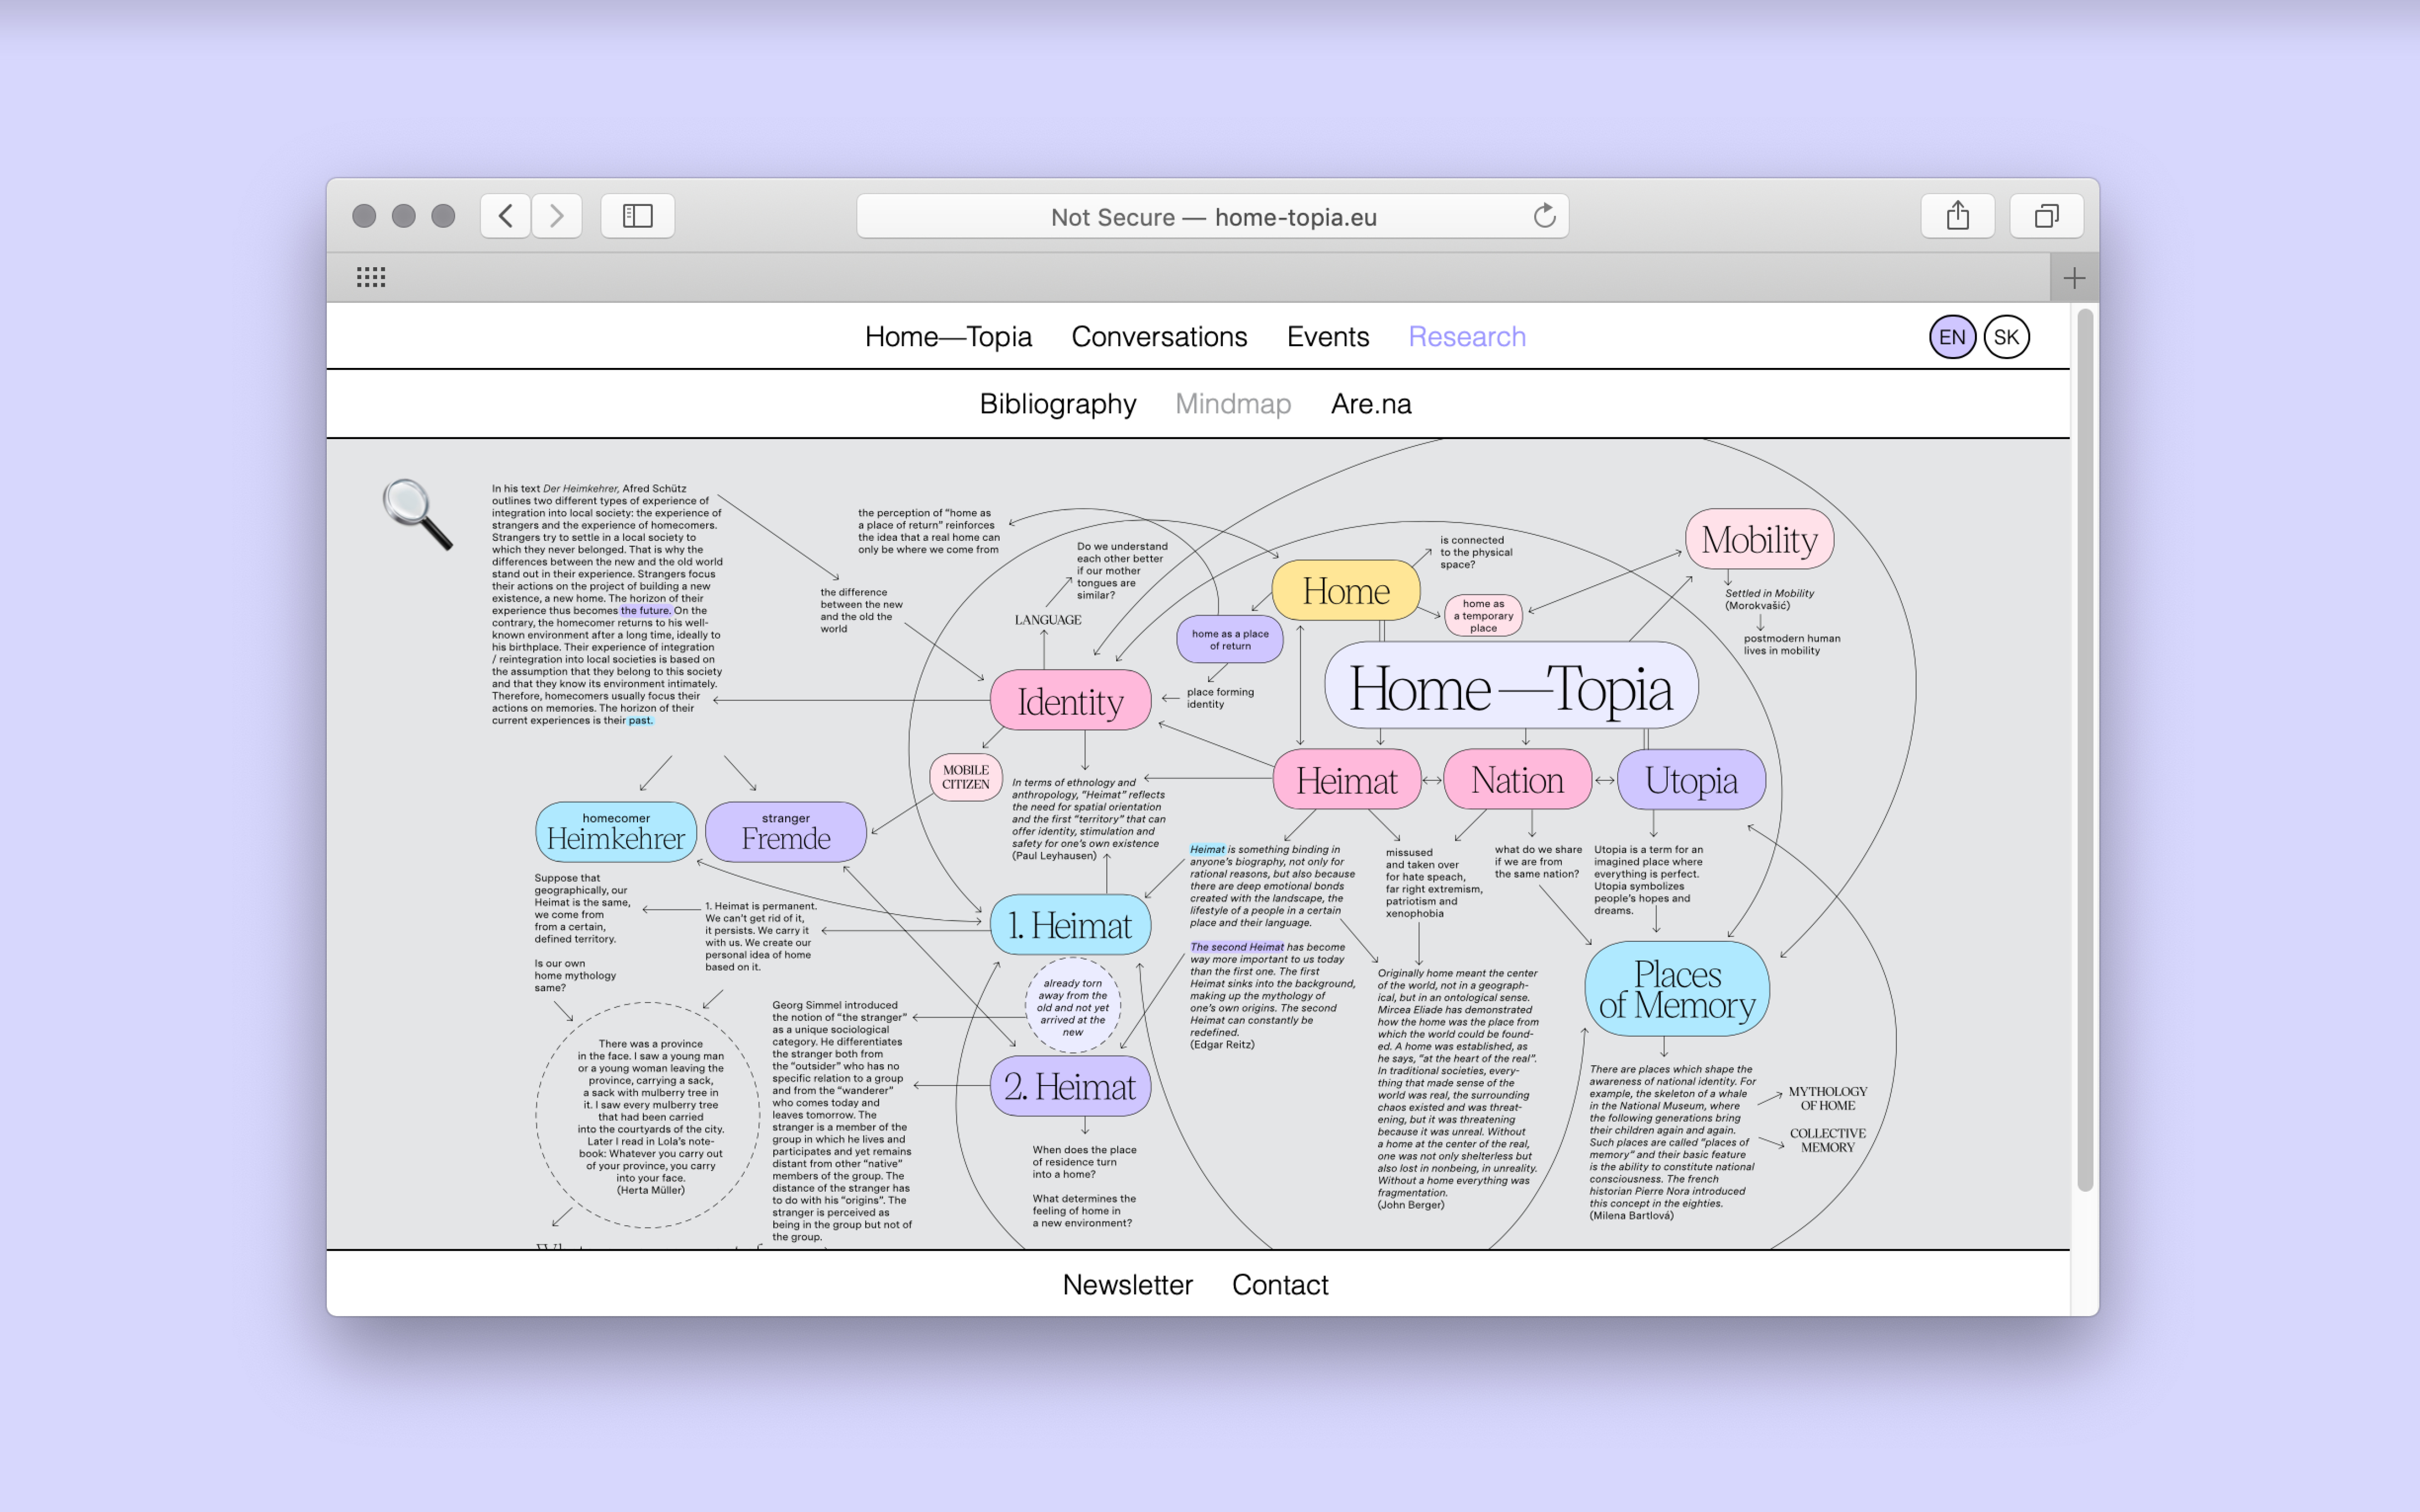 Not Secure — home-topia.eu
Home—Topia
Conversations
Events
Research
EN
SK
Bibliography
Mindmap
Are.na
In his text Der Heimkehrer, Afred Schütz
outlines two different types of experience of
integration into local society: the experience of
strangers and the experience of homecomers.
Strangers try to settle in a local society to
which they never belonged. That is why the
differences between the new and the old world
stand out in their experience. Strangers focus
their actions on the project of building a new
existence, a new home. The horizon of their
experience thus becomes the future. On the
contrary, the homecomer returns to his well-
known environment after a long time, ideally to
his birthplace. Their experience of integration
/ reintegration into local societies is based on
the assumption that they belong to this society
and that they know its environment intimately.
Therefore, homecomers usually focus their
actions on memories. The horizon of their
current experiences is their past.
the perception of "home as
a place of return" reinforces
the idea that a real home can
only be where we come from
the difference
between the new
and the old the
world
Do we understand
each other better
if our mother
tongues are
similar?
LANGUAGE
Home
is connected
to the physical
space?
home as
a temporary
place
home as a place
of return
place forming
identity
Mobility
Settled in Mobility
(Morokvašić)
postmodern human
lives in mobility
Home—Topia
Identity
MOBILE
CITIZEN
In terms of ethnology and
anthropology, "Heimat" reflects
the need for spatial orientation
and the first "territory" that can
offer identity, stimulation and
safety for one's own existence
(Paul Leyhausen)
Heimat
Nation
Utopia
homecomer
Heimkehrer
stranger
Fremde
Suppose that
geographically, our
Heimat is the same,
we come from
from a certain,
defined territory.
Is our own
home mythology
same?
1. Heimat is permanent.
We can't get rid of it,
it persists. We carry it
with us. We create our
personal idea of home
based on it.
1. Heimat
Heimat is something binding in
anyone's biography, not only for
rational reasons, but also because
there are deep emotional bonds
created with the landscape, the
lifestyle of a people in a certain
place and their language.
The second Heimat has become
way more important to us today
than the first one. The first
Heimat sinks into the background,
making up the mythology of
one's own origins. The second
Heimat can constantly be
redefined.
(Edgar Reitz)
missused
and taken over
for hate speach,
far right extremism,
patriotism and
xenophobia
what do we share
if we are from
the same nation?
Utopia is a term for an
imagined place where
everything is perfect.
Utopia symbolizes
people's hopes and
dreams.
already torn
away from the
old and not yet
arrived at the
new
2. Heimat
When does the place
of residence turn
into a home?
What determines the
feeling of home in
a new environment?
There was a province
in the face. I saw a young man
or a young woman leaving the
province, carrying a sack,
a sack with mulberry tree in
it. I saw every mulberry tree
that had been carried
into the courtyards of the city.
Later I read in Lola's note-
book: Whatever you carry out
of your province, you carry
into your face.
(Herta Müller)
Georg Simmel introduced
the notion of "the stranger"
as a unique sociological
category. He differentiates
the stranger both from
the "outsider" who has no
specific relation to a group
and from the "wanderer"
who comes today and
leaves tomorrow. The
stranger is a member of the
group in which he lives and
participates and yet remains
distant from other "native"
members of the group. The
distance of the stranger has
to do with his "origins". The
stranger is perceived as
being in the group but not of
the group.
Originally home meant the center
of the world, not in a geograph-
ical, but in an ontological sense.
Mircea Eliade has demonstrated
how the home was the place from
which the world could be found-
ed. A home was established, as
he says, "at the heart of the real".
In traditional societies, every-
thing that made sense of the
world was real, the surrounding
chaos existed and was threat-
ening, but it was threatening
because it was unreal. Without
a home at the center of the real,
one was not only shelterless but
also lost in nonbeing, in unreality.
Without a home everything was
fragmentation.
(John Berger)
Places
of Memory
There are places which shape the
awareness of national identity. For
example, the skeleton of a whale
in the National Museum, where
the following generations bring
their children again and again.
Such places are called "places of
memory" and their basic feature
is the ability to constitute national
consciousness. The french
historian Pierre Nora introduced
this concept in the eighties.
(Milena Bartlová)
MYTHOLOGY
OF HOME
COLLECTIVE
MEMORY
Newsletter
Contact